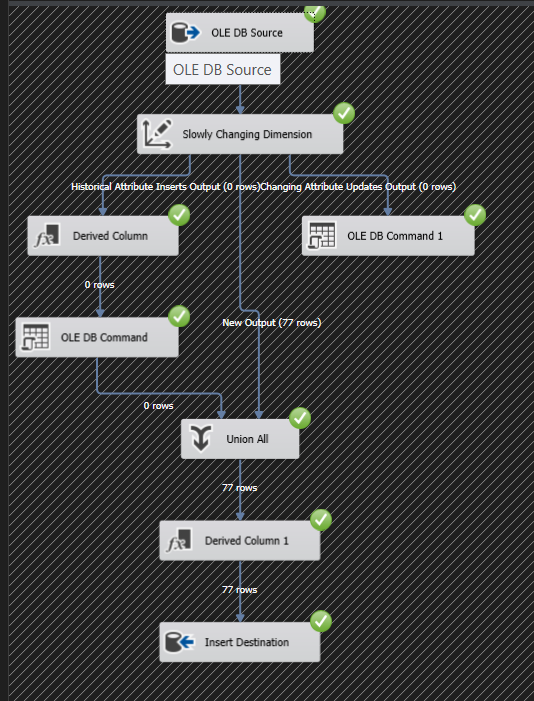 OLE DB Source
OLE DB Source
Slowly Changing Dimension
Historical Attribute Inserts Output (0 rows)
Changing Attribute Updates Output (0 rows)
Derived Column
OLE DB Command 1
0 rows
New Output (77 rows)
OLE DB Command
0 rows
Union All
77 rows
Derived Column 1
77 rows
Insert Destination